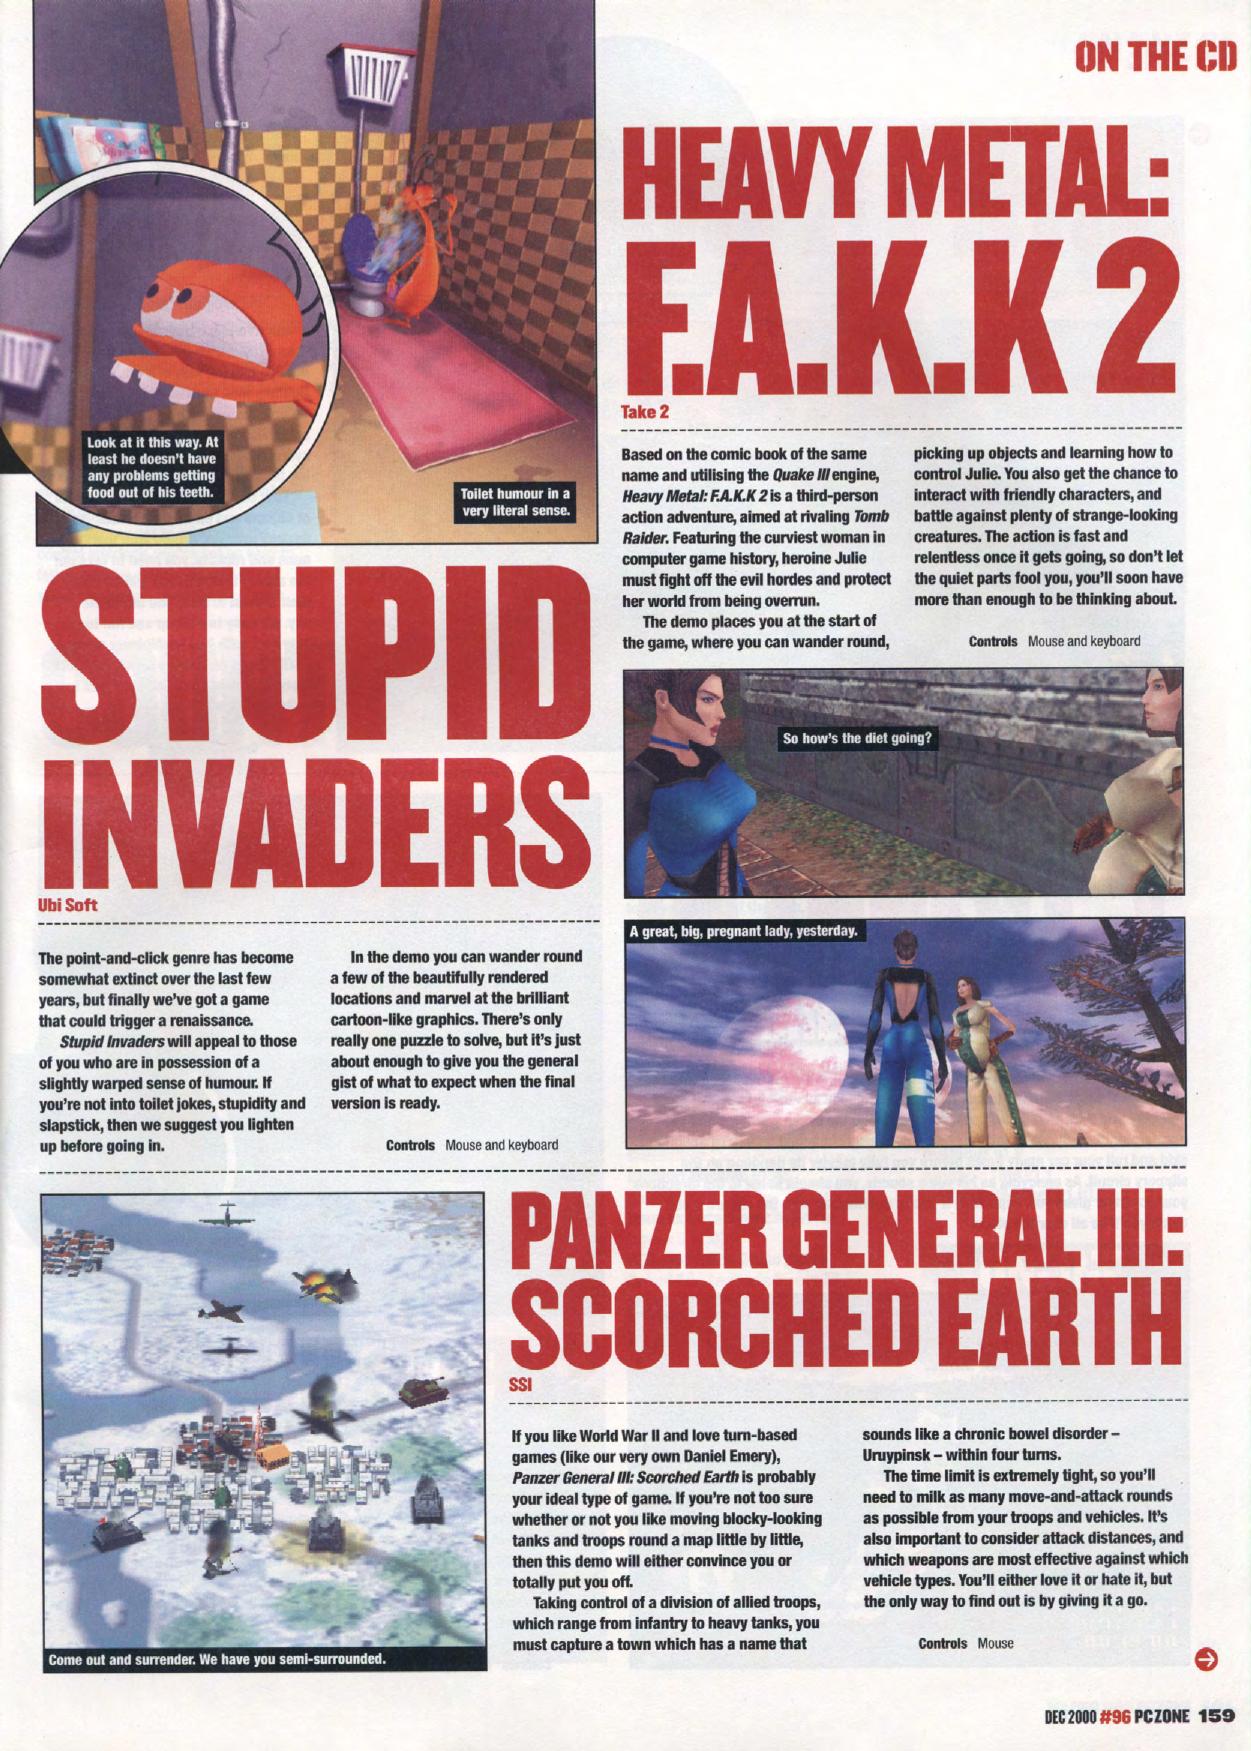 ON THE CD
Look at it this way. At
least he doesn't have
any problems getting
food out of his teeth.
Toilet humour in a
very literal sense.
STUPID
INVADERS
Ubi Soft
The point-and-click genre has become
somewhat extinct over the last few
years, but finally we've got a game
that could trigger a renaissance.
Stupid Invaders will appeal to those
of you who are in possession of a
slightly warped sense of humour. If
you're not into toilet jokes, stupidity and
slapstick, then we suggest you lighten
up before going in.
In the demo you can wander round
a few of the beautifully rendered
locations and marvel at the brilliant
cartoon-like graphics. There's only
really one puzzle to solve, but it's just
about enough to give you the general
gist of what to expect when the final
version is ready.
Controls Mouse and keyboard
HEAVY METAL:
F.A.K.K 2
Take 2
Based on the comic book of the same
name and utilising the Quake III engine,
Heavy Metal: F.A.K.K 2 is a third-person
action adventure, aimed at rivaling Tomb
Raider. Featuring the curviest woman in
computer game history, heroine Julie
must fight off the evil hordes and protect
her world from being overrun.
The demo places you at the start of
the game, where you can wander round,
picking up objects and learning how to
control Julie. You also get the chance to
interact with friendly characters, and
battle against plenty of strange-looking
creatures. The action is fast and
relentless once it gets going, so don't let
the quiet parts fool you, you'll soon have
more than enough to be thinking about.
Controls Mouse and keyboard
So how's the diet going?
A great, big, pregnant lady, yesterday.
Come out and surrender. We have you semi-surrounded.
PANZER GENERAL III:
SCORCHED EARTH
SSI
If you like World War II and love turn-based
games (like our very own Daniel Emery),
Panzer General III: Scorched Earth is probably
your ideal type of game. If you're not too sure
whether or not you like moving blocky-looking
tanks and troops round a map little by little,
then this demo will either convince you or
totally put you off.
Taking control of a division of allied troops,
which range from infantry to heavy tanks, you
must capture a town which has a name that
sounds like a chronic bowel disorder –
Uruypinsk – within four turns.
The time limit is extremely tight, so you'll
need to milk as many move-and-attack rounds
as possible from your troops and vehicles. It's
also important to consider attack distances, and
which weapons are most effective against which
vehicle types. You'll either love it or hate it, but
the only way to find out is by giving it a go.
Controls Mouse
DEC 2000 #96 PCZONE 159